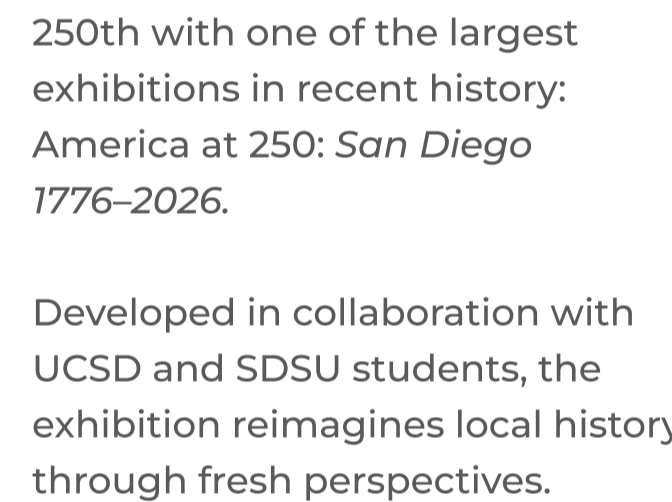 250th with one of the largest
exhibitions in recent history:
America at 250: San Diego
1776–2026.
Developed in collaboration with
UCSD and SDSU students, the
exhibition reimagines local history
through fresh perspectives.